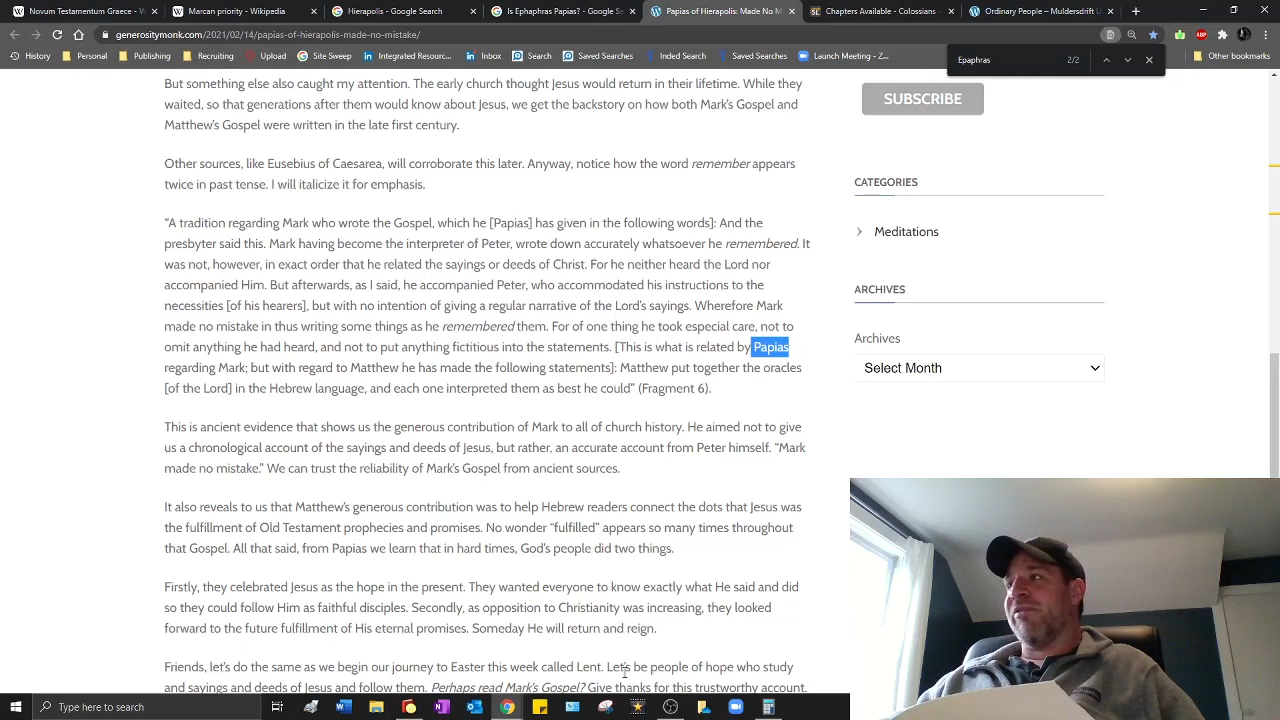 Novum Testamentum Graece - W
Marcan priority - Wikipedia
Hierapolis - Google Search
Is Ephaphras Papias? - Google Se
Papias of Hierapolis Made No M
Chapters Available - Colossians -
Ordinary People – Muldersdrift U
generositymonk.com/2021/02/14/papias-of-hierapolis-made-no-mistake/
History
Personal
Publishing
Recruiting
Site Sweep
LI Search
Inbox
Search
Saved Searches
Inded Search
Launch Meeting - Z...
Other bookmarks
Epaphras 2/2
But something else also caught my attention. The early church thought Jesus would return in their lifetime. While they
waited, so that generations after them would know about Jesus, we get the backstory on how both Mark's Gospel and
Matthew's Gospel were written in the late first century.
Other sources, like Eusebius of Caesarea, will corroborate this later. Anyway, notice how the word remember appears
twice in past tense. I will italicize it for emphasis.
"A tradition regarding Mark who wrote the Gospel, which he [Papias] has given in the following words]: And the
presbyter said this. Mark having become the interpreter of Peter, wrote down accurately whatsoever he remembered. It
was not, however, in exact order that he related the sayings or deeds of Christ. For he neither heard the Lord nor
accompanied Him. But afterwards, as I said, he accompanied Peter, who accommodated his instructions to the
necessities [of his hearers], but with no intention of giving a regular narrative of the Lord's sayings. Wherefore Mark
made no mistake in thus writing some things as he remembered them. For of one thing he took especial care, not to
omit anything he had heard, and not to put anything fictitious into the statements. [This is what is related by Papias
regarding Mark; but with regard to Matthew he has made the following statements]: Matthew put together the oracles
[of the Lord] in the Hebrew language, and each one interpreted them as best he could" (Fragment 6).
This is ancient evidence that shows us the generous contribution of Mark to all of church history. He aimed not to give
us a chronological account of the sayings and deeds of Jesus, but rather, an accurate account from Peter himself. "Mark
made no mistake." We can trust the reliability of Mark's Gospel from ancient sources.
It also reveals to us that Matthew's generous contribution was to help Hebrew readers connect the dots that Jesus was
the fulfillment of Old Testament prophecies and promises. No wonder "fulfilled" appears so many times throughout
that Gospel. All that said, from Papias we learn that in hard times, God's people did two things.
Firstly, they celebrated Jesus as the hope in the present. They wanted everyone to know exactly what He said and did
so they could follow Him as faithful disciples. Secondly, as opposition to Christianity was increasing, they looked
forward to the future fulfillment of His eternal promises. Someday He will return and reign.
Friends, let's do the same as we begin our journey to Easter this week called Lent. Let's be people of hope who study
and sayings and deeds of Jesus and follow them. Perhaps read Mark's Gospel? Give thanks for this trustworthy account.
SUBSCRIBE
CATEGORIES
Meditations
ARCHIVES
Archives
Select Month
Type here to search